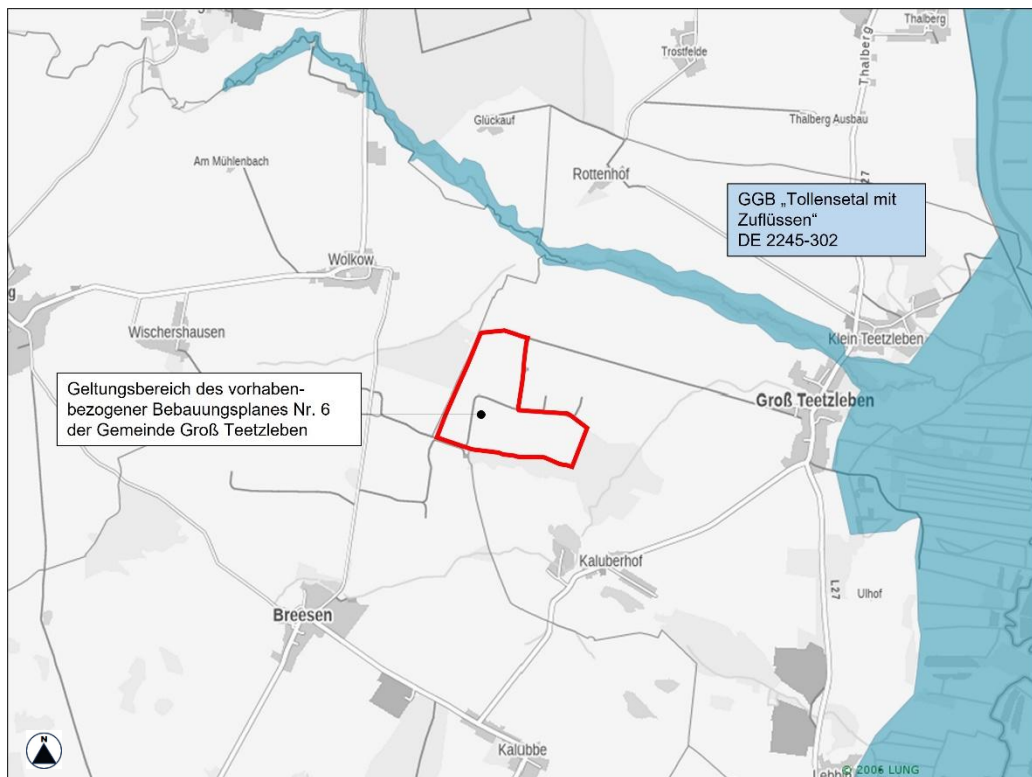 Thalberg
Trostfelde
Thalberg
Glückauf
Thalberg Ausbau
Am Mühlenbach
Rottenhof
27
GGB „Tollensetal mit
Zuflüssen“
DE 2245-302
Wolkow
g
Wischershausen
Klein Teetzleben
Geltungsbereich des vorhaben-
bezogener Bebauungsplanes Nr. 6
der Gemeinde Groß Teetzleben
Groß Teetzleben
Kaluberhof
L27
Ulhof
Breesen
N
Kalübbe
© 2006 LUNG